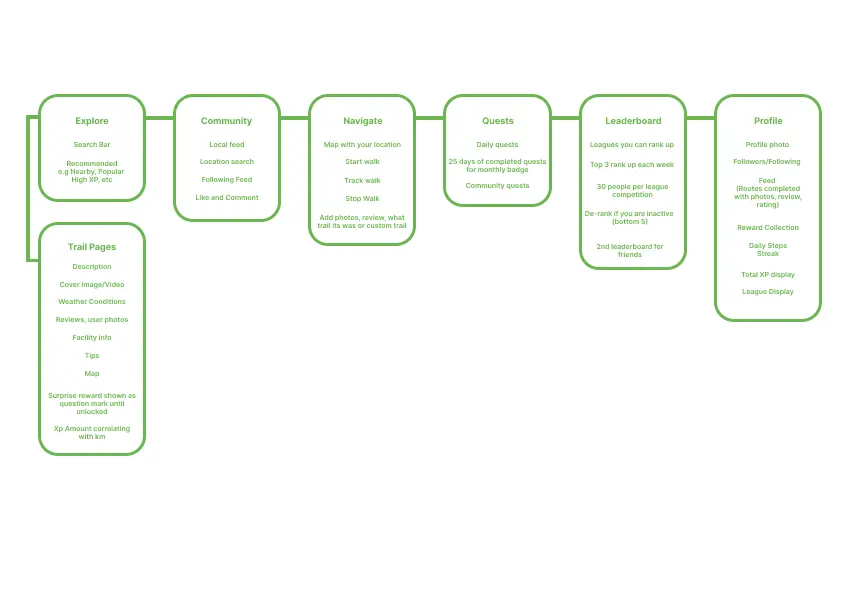 Explore
Search Bar
Recommended
e.g Nearby, Popular
High XP, etc
Community
Local feed
Location search
Following Feed
Like and Comment
Navigate
Map with your location
Start walk
Track walk
Stop Walk
Add photos, review, what
trail its was or custom trail
Quests
Daily quests
25 days of completed quests
for monthly badge
Community quests
Leaderboard
Leagues you can rank up
Top 3 rank up each week
30 people per league
competition
De-rank if you are inactive
(bottom 5)
2nd leaderboard for
friends
Profile
Profile photo
Followers/Following
Feed
(Routes completed
with photos, review,
rating)
Reward Collection
Daily Steps
Streak
Total XP display
League Display
Trail Pages
Description
Cover image/Video
Weather Conditions
Reviews, user photos
Facility info
Tips
Map
Surprise reward shown as
question mark until
unlocked
Xp Amount corrolating
with km